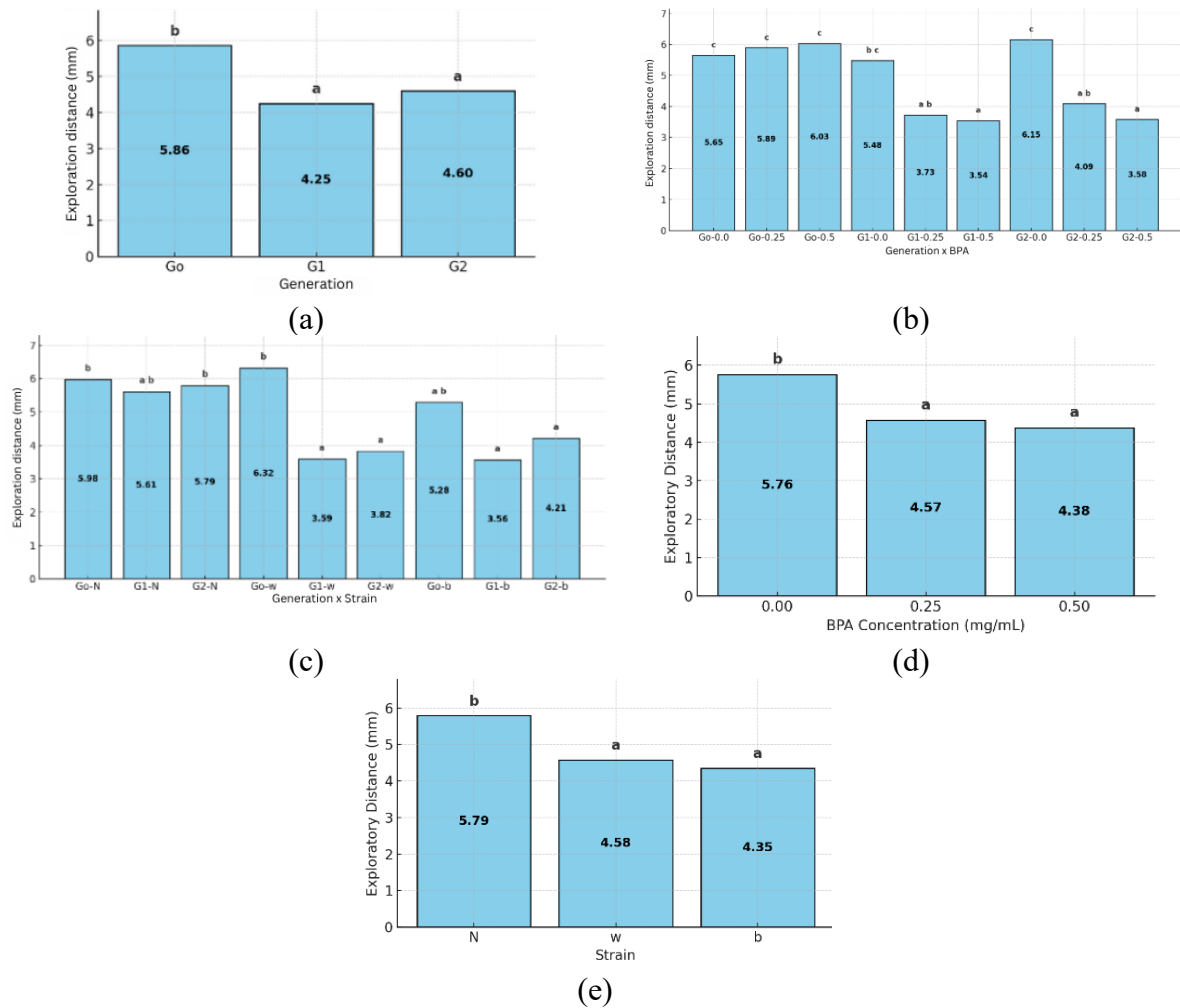 Exploration distance (mm)
6
5
4
3
2
1
0
b
a
a
5.86
4.25
4.60
Go G1 G2
Generation
(a)
Exploration distance (mm)
7
6
5
4
3
2
1
0
c c c b c a b a c a b a
5.65 5.89 6.03 5.48 3.73 3.54 6.15 4.09 3.58
Go-0.0 Go-0.25 Go-0.5 G1-0.0 G1-0.25 G1-0.5 G2-0.0 G2-0.25 G2-0.5
Generation x BPA
(b)
Exploration distance (mm)
7
6
5
4
3
2
1
0
b a b b b a a a b a a
5.98 5.61 5.79 6.32 3.59 3.82 5.28 3.56 4.21
Go-N G1-N G2-N Go-w G1-w G2-w Go-b G1-b G2-b
Generation x Strain
(c)
Exploratory Distance (mm)
6
5
4
3
2
1
0
b
a
a
5.76
4.57
4.38
0.00 0.25 0.50
BPA Concentration (mg/mL)
(d)
Exploratory Distance (mm)
6
5
4
3
2
1
0
b
a
a
5.79
4.58
4.35
N w b
Strain
(e)